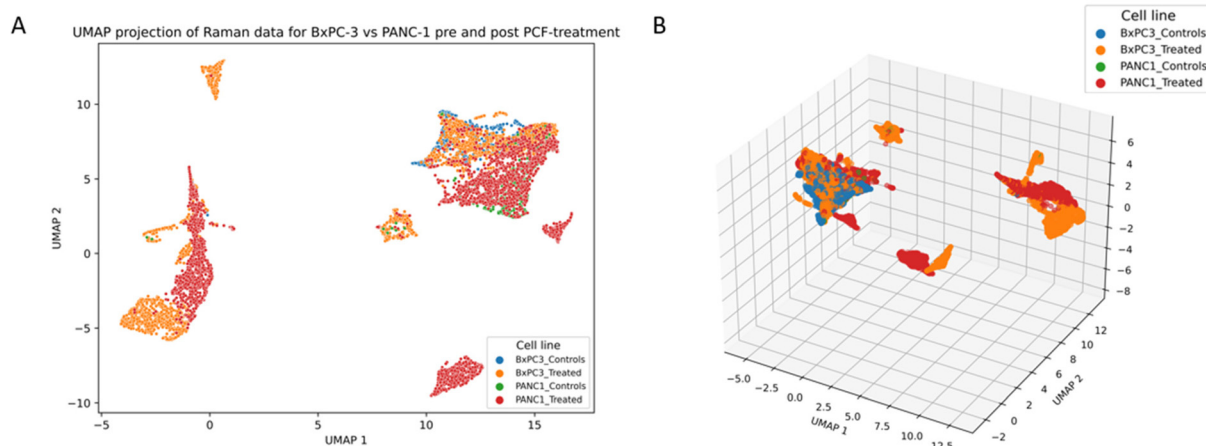 A
UMAP projection of Raman data for BxPC-3 vs PANC-1 pre and post PCF-treatment
10
5
0
−5
−10
UMAP 2
−5
0
5
10
15
UMAP 1
Cell line
BxPC3_Controls
BxPC3_Treated
PANC1_Controls
PANC1_Treated
B
Cell line
BxPC3_Controls
BxPC3_Treated
PANC1_Controls
PANC1_Treated
6
4
2
0
−2
−4
−6
−8
12
10
8
6
4
2
0
−2
UMAP 2
−5.0
−2.5
0.0
2.5
5.0
7.5
10.0
12.5
UMAP 1